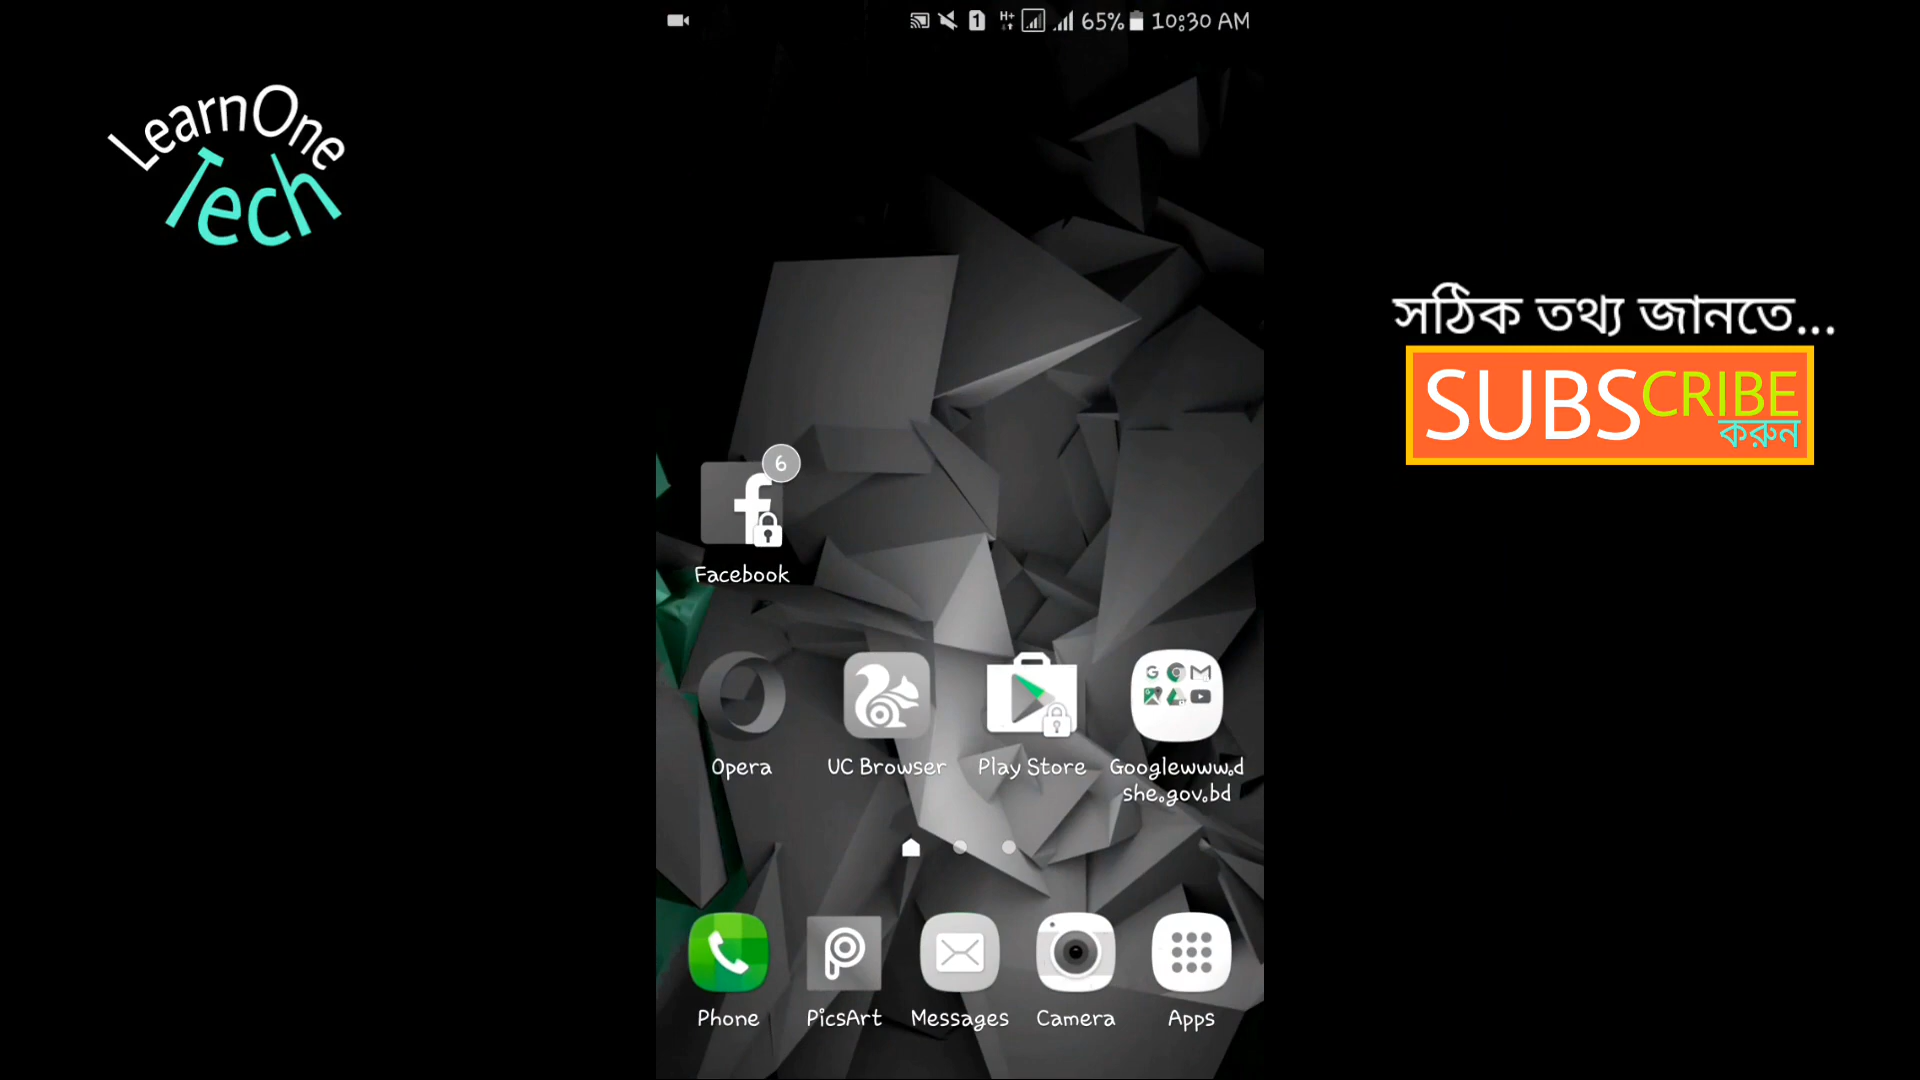 1 H+ 65% 10:30 AM
LearnOne
Tech
সঠিক তথ্য জানতে...
SUBSCRIBE
করুন
6
Facebook
Opera
UC Browser
Play Store
Googlewww.d
she.gov.bd
Phone
PicsArt
Messages
Camera
Apps